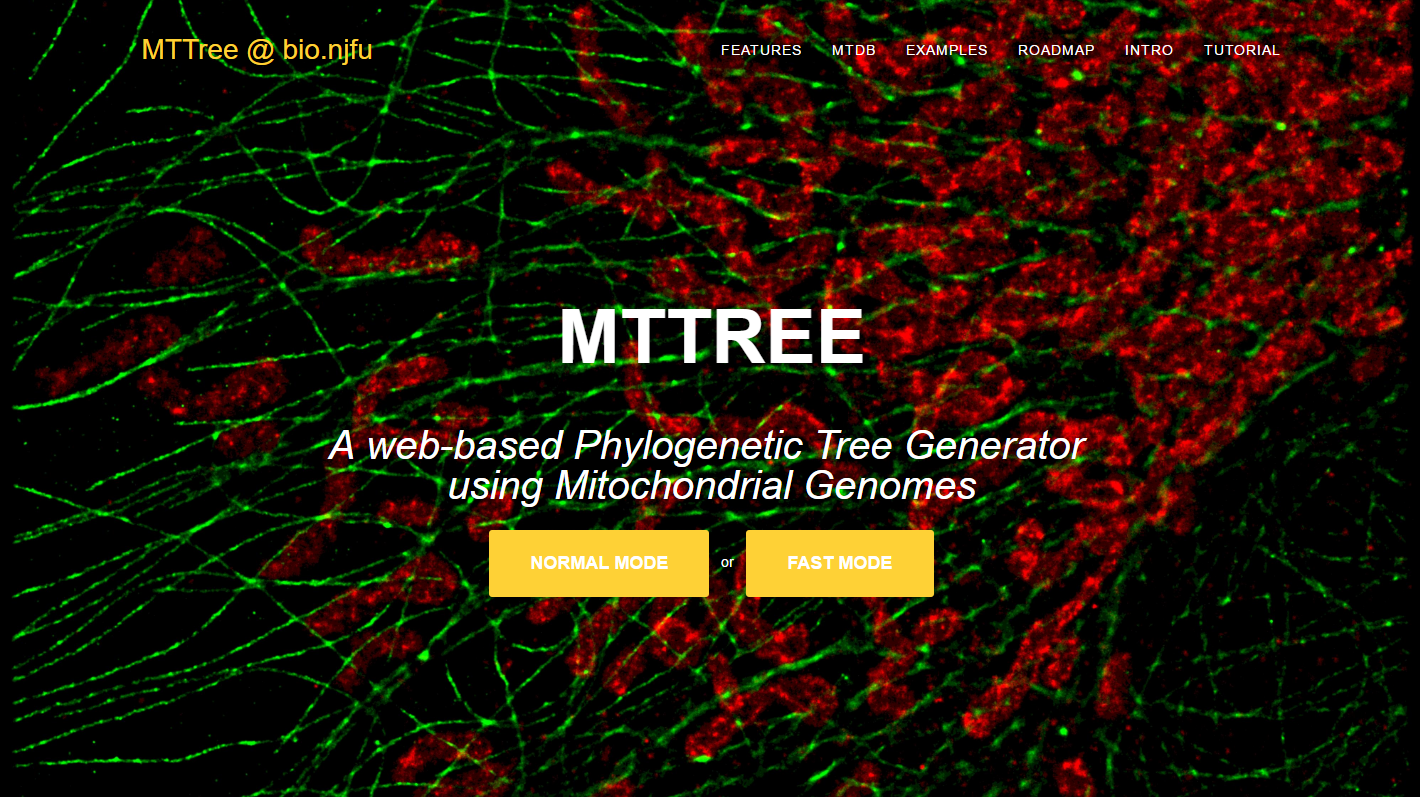 MTTree @ bio.njfu
FEATURES MTDB EXAMPLES ROADMAP INTRO TUTORIAL
MTTREE
A web-based Phylogenetic Tree Generator
using Mitochondrial Genomes
NORMAL MODE or FAST MODE